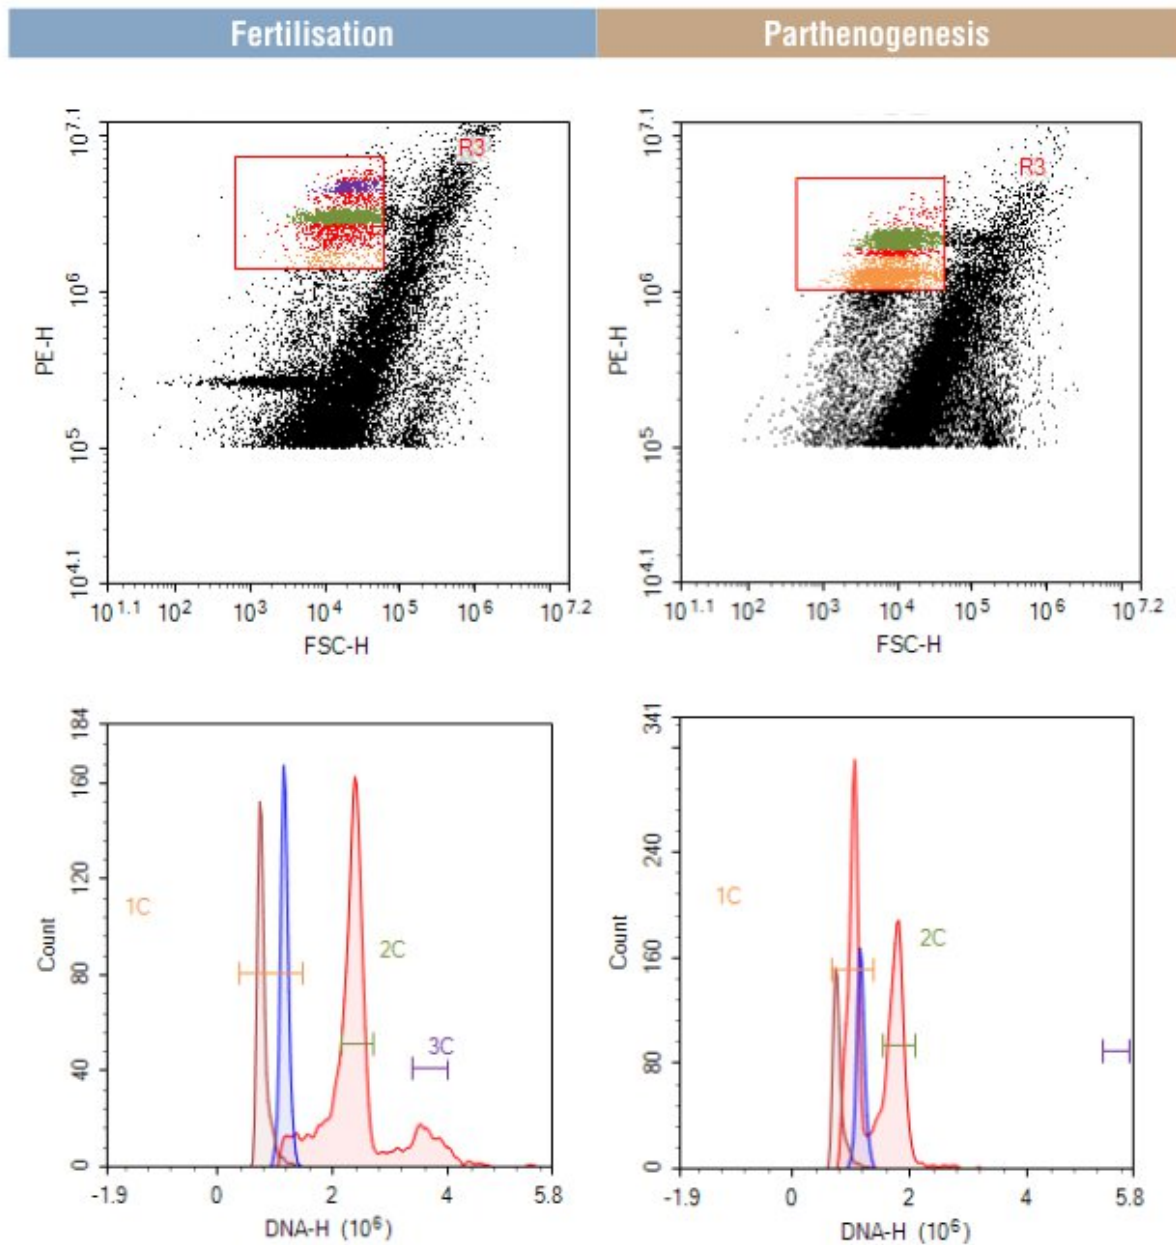 Fertilisation Parthenogenesis
10^7.1 10^7.1
R3 R3
10^6 10^6
PE-H PE-H
10^5 10^5
10^4.1 10^4.1
10^1.1 10^2 10^3 10^4 10^5 10^6 10^7.2 10^1.1 10^2 10^3 10^4 10^5 10^6 10^7.2
FSC-H FSC-H
184 341
160
240
120
1C 1C
2C 2C
Count Count
80 160
3C
40 80
0 0
-1.9 0 2 4 5.8 -1.9 0 2 4 5.8
DNA-H (10^6) DNA-H (10^6)